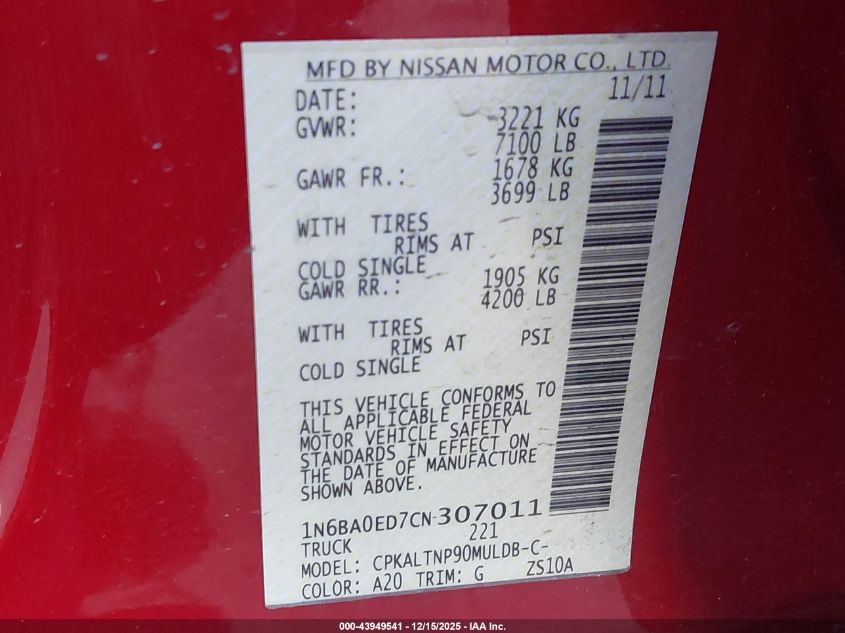 MFD BY NISSAN MOTOR CO., LTD.
DATE: 11/11
GVWR: 3221 KG
7100 LB
GAWR FR.: 1678 KG
3699 LB
WITH TIRES
RIMS AT PSI
COLD SINGLE
GAWR RR.: 1905 KG
4200 LB
WITH TIRES
RIMS AT PSI
COLD SINGLE
THIS VEHICLE CONFORMS TO
ALL APPLICABLE FEDERAL
MOTOR VEHICLE SAFETY
STANDARDS IN EFFECT ON
THE DATE OF MANUFACTURE
SHOWN ABOVE.
1N6BA0ED7CN-307011
TRUCK 221
MODEL: CPKALTNP90MULDB-C-
COLOR: A20 TRIM: G ZS10A
000-43949541 - 12/15/2025 - IAA Inc.